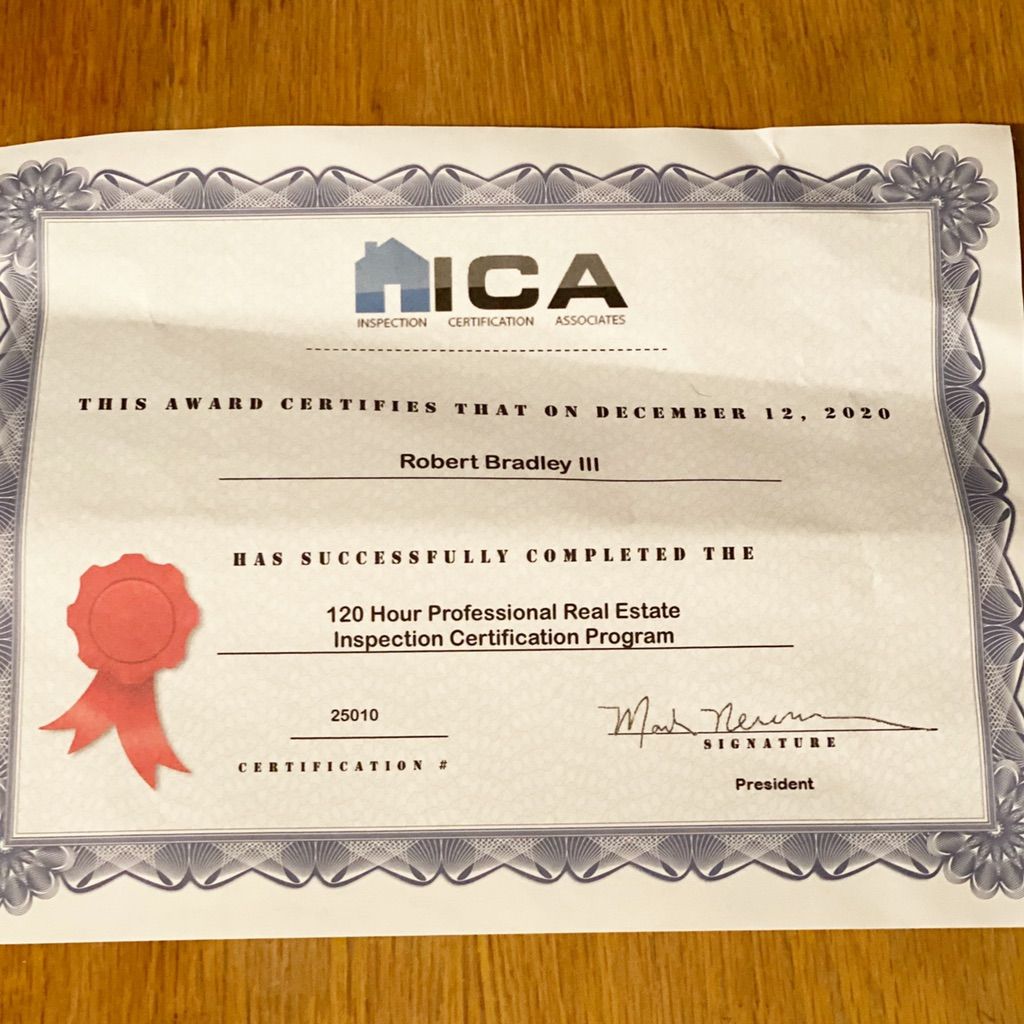 ICA
INSPECTION CERTIFICATION ASSOCIATES
THIS AWARD CERTIFIES THAT ON DECEMBER 12, 2020
Robert Bradley III
HAS SUCCESSFULLY COMPLETED THE
120 Hour Professional Real Estate
Inspection Certification Program
25010
CERTIFICATION #
Mark
SIGNATURE
President